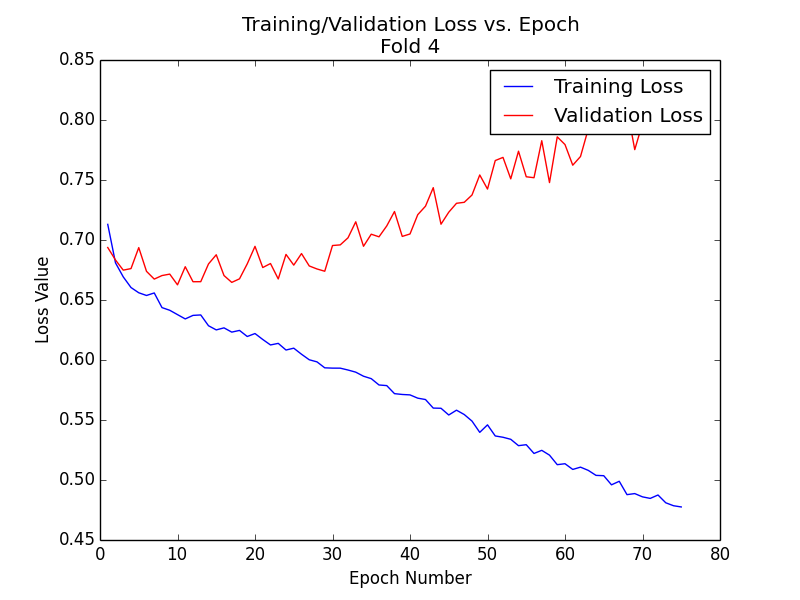 Training/Validation Loss vs. Epoch
Fold 4
Training Loss
Validation Loss
Loss Value
0.85
0.80
0.75
0.70
0.65
0.60
0.55
0.50
0.45
0 10 20 30 40 50 60 70 80
Epoch Number